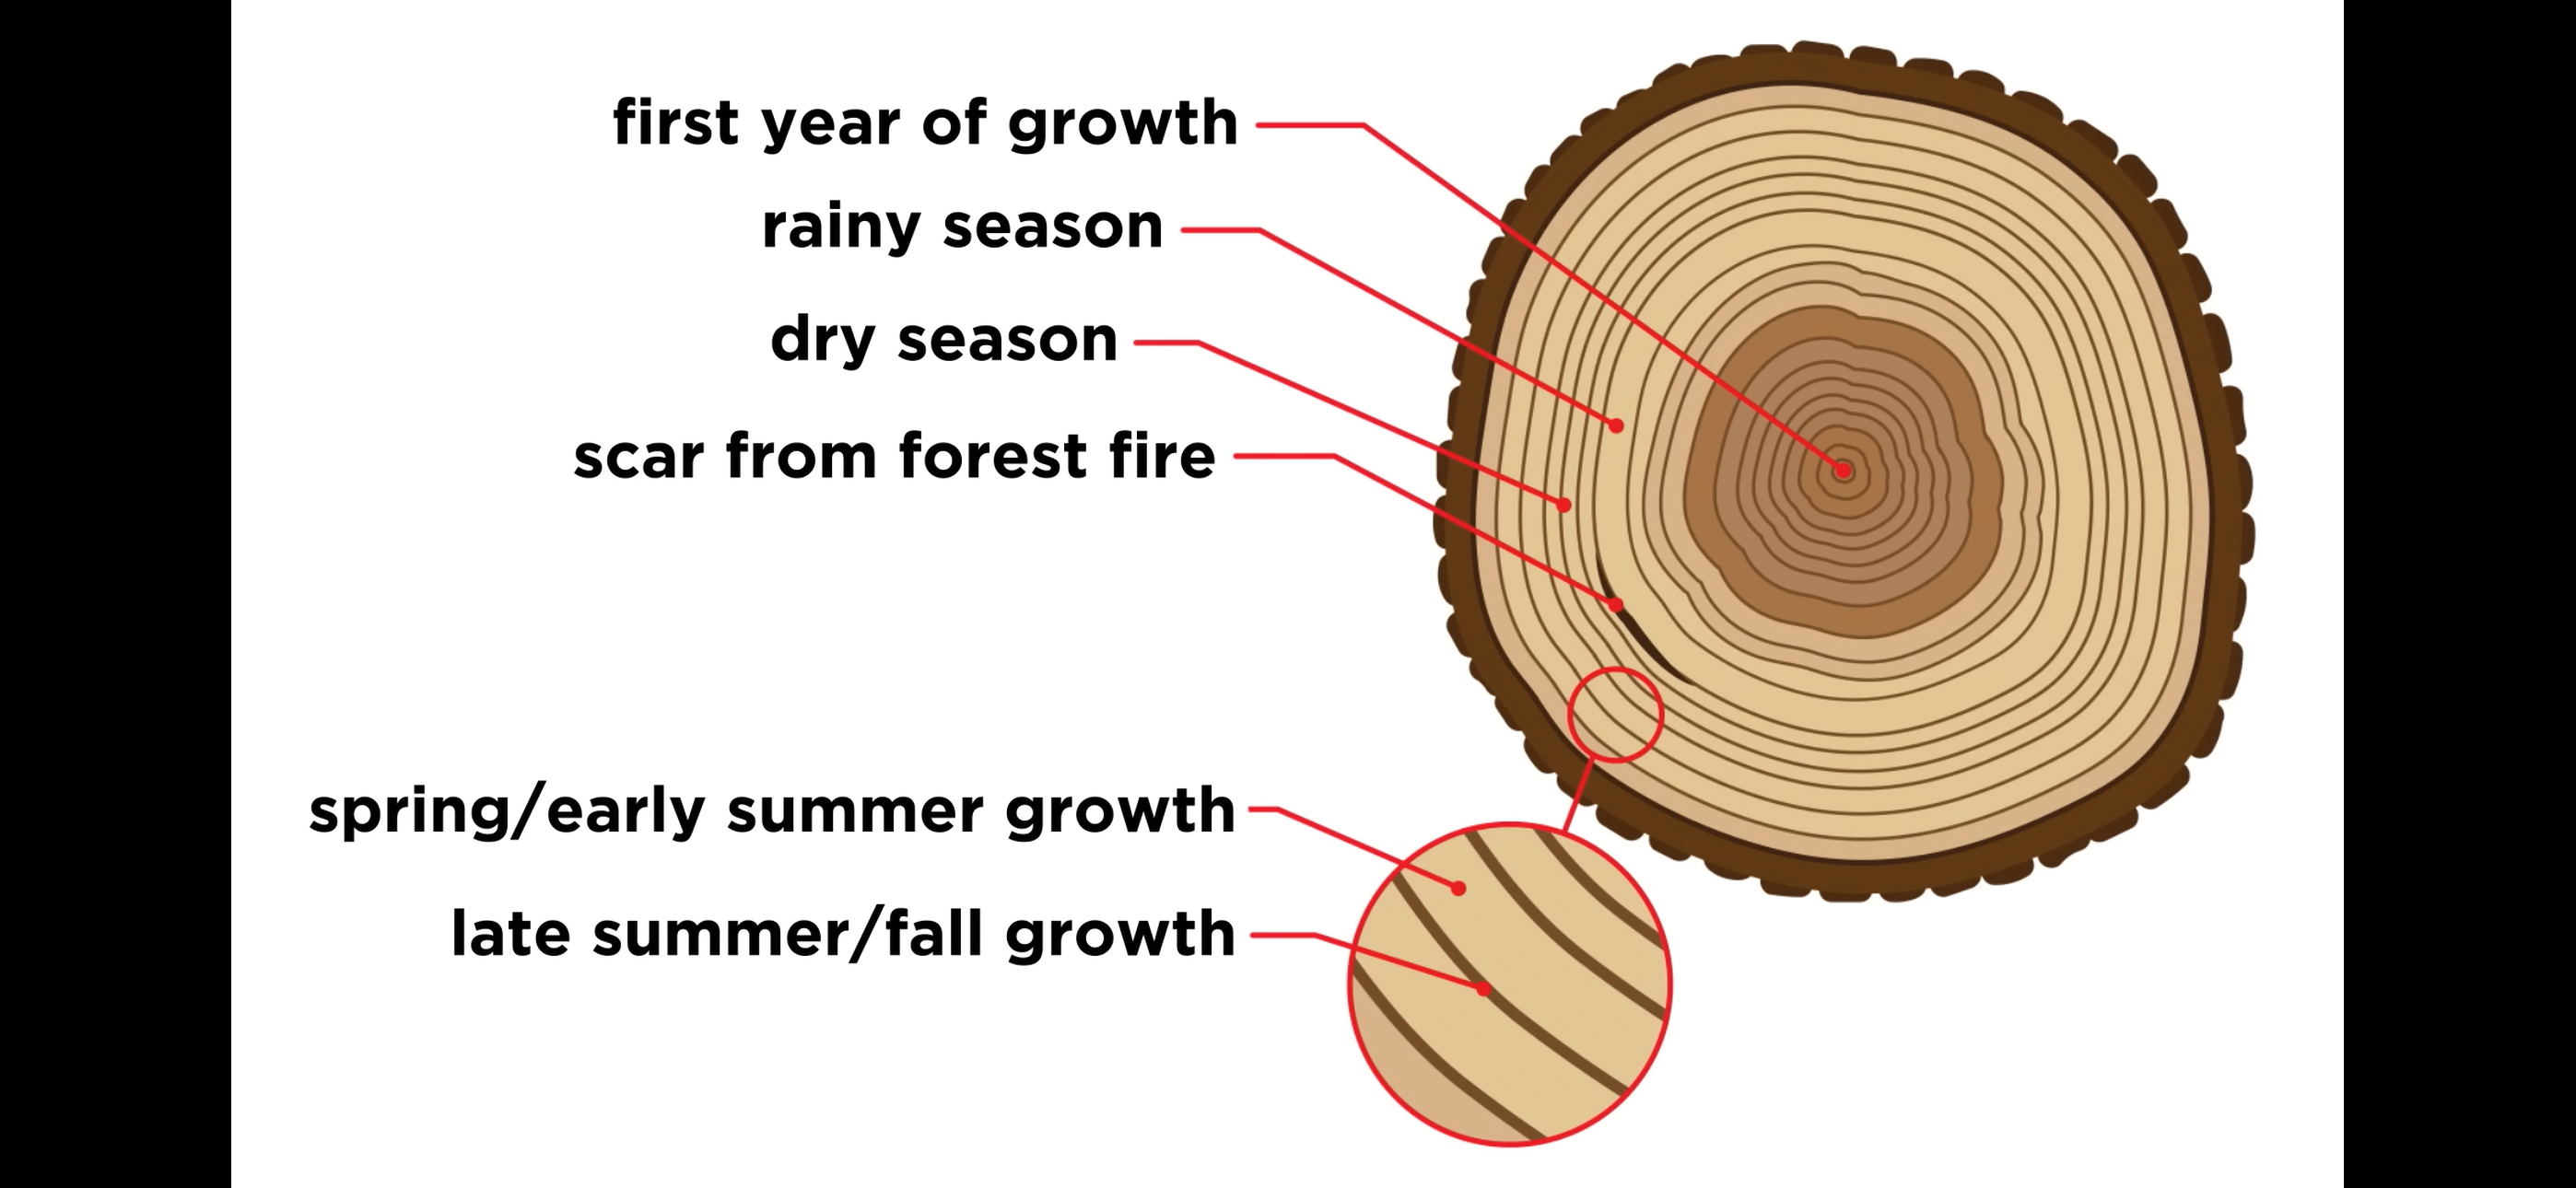 first year of growth
rainy season
dry season
scar from forest fire
spring/early summer growth
late summer/fall growth